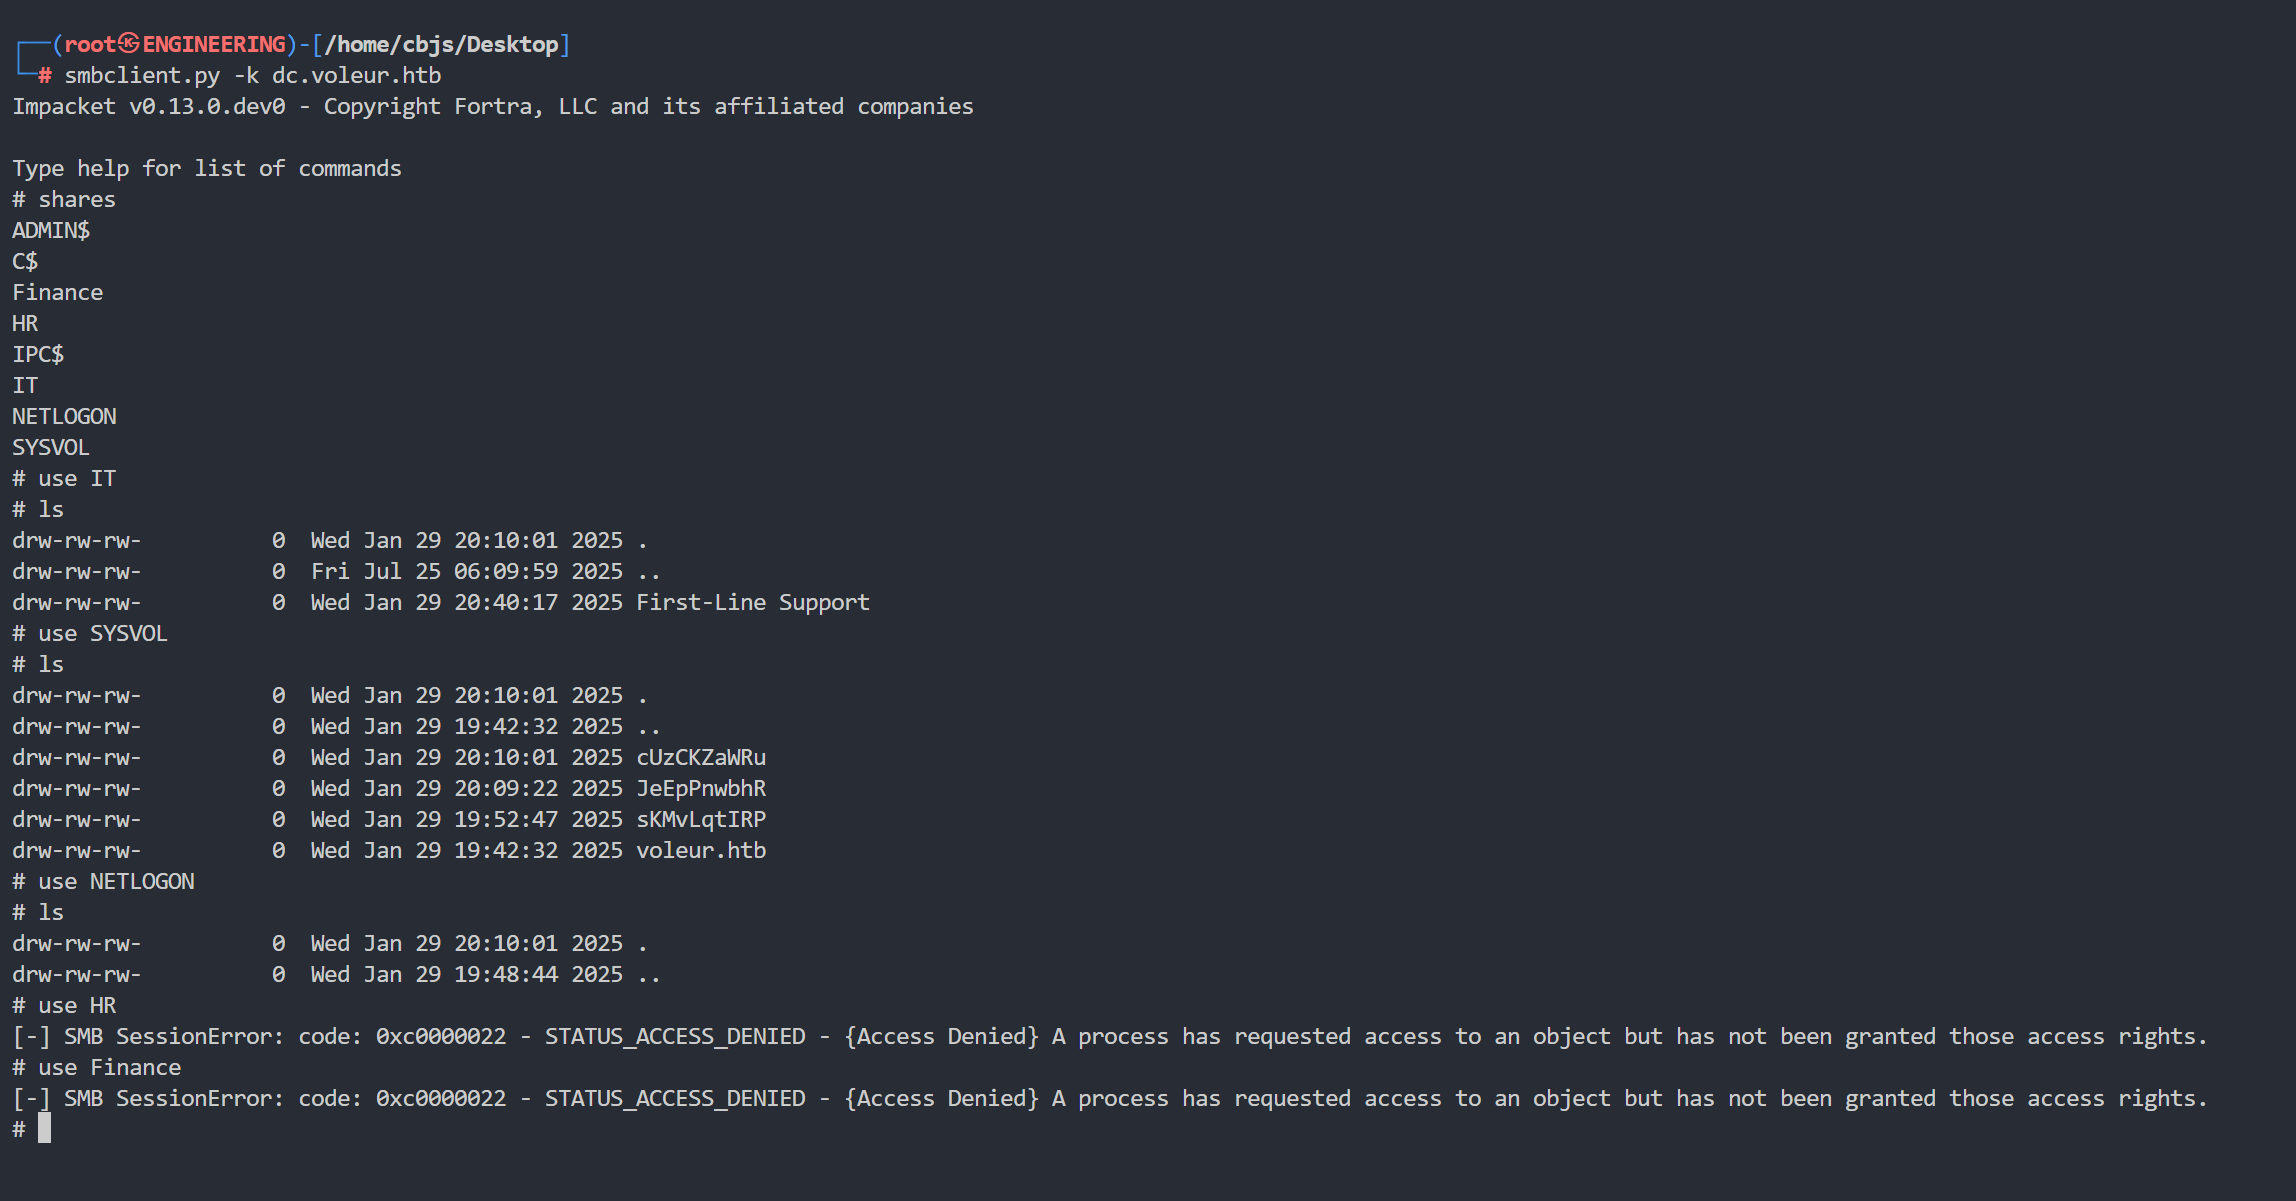 ┌──(root㉿ENGINEERING)-[/home/cbjs/Desktop]
└─# smbclient.py -k dc.voleur.htb
Impacket v0.13.0.dev0 - Copyright Fortra, LLC and its affiliated companies

Type help for list of commands
# shares
ADMIN$
C$
Finance
HR
IPC$
IT
NETLOGON
SYSVOL
# use IT
# ls
drw-rw-rw-          0  Wed Jan 29 20:10:01 2025 .
drw-rw-rw-          0  Fri Jul 25 06:09:59 2025 ..
drw-rw-rw-          0  Wed Jan 29 20:40:17 2025 First-Line Support
# use SYSVOL
# ls
drw-rw-rw-          0  Wed Jan 29 20:10:01 2025 .
drw-rw-rw-          0  Wed Jan 29 19:42:32 2025 ..
drw-rw-rw-          0  Wed Jan 29 20:10:01 2025 cUzCKZaWRu
drw-rw-rw-          0  Wed Jan 29 20:09:22 2025 JeEpPnwbhR
drw-rw-rw-          0  Wed Jan 29 19:52:47 2025 sKMvLqtIRP
drw-rw-rw-          0  Wed Jan 29 19:42:32 2025 voleur.htb
# use NETLOGON
# ls
drw-rw-rw-          0  Wed Jan 29 20:10:01 2025 .
drw-rw-rw-          0  Wed Jan 29 19:48:44 2025 ..
# use HR
[-] SMB SessionError: code: 0xc0000022 - STATUS_ACCESS_DENIED - {Access Denied} A process has requested access to an object but has not been granted those access rights.
# use Finance
[-] SMB SessionError: code: 0xc0000022 - STATUS_ACCESS_DENIED - {Access Denied} A process has requested access to an object but has not been granted those access rights.
#